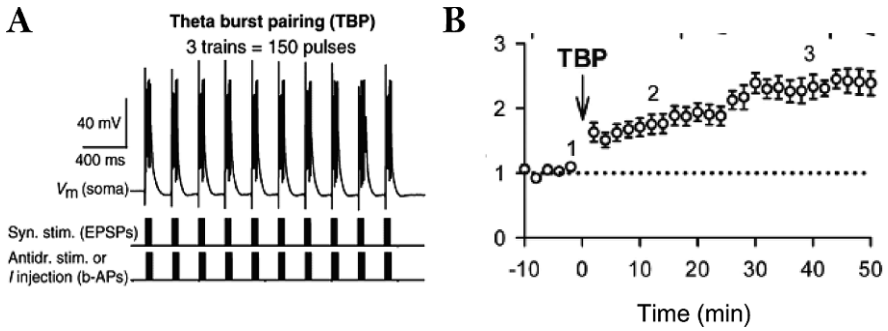 A
Theta burst pairing (TBP)
3 trains = 150 pulses
40 mV
400 ms
Vm (soma)
Syn. stim. (EPSPs)
Antidr. stim. or
I injection (b-APs)
B
3
2
1
0
TBP
1
2
3
-10 0 10 20 30 40 50
Time (min)